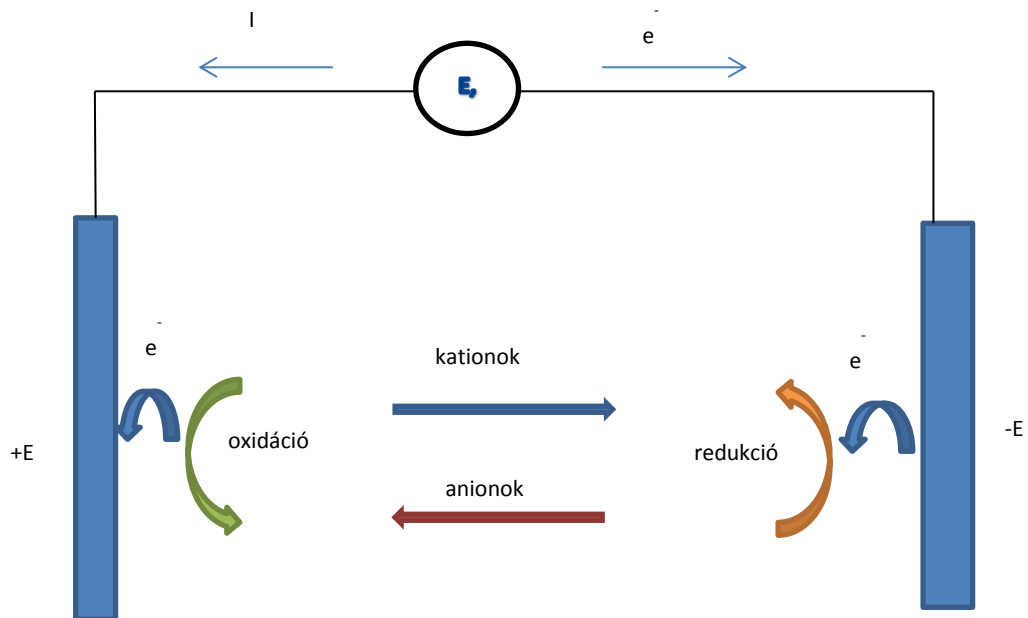 I
e-
E,
e-
kationok
e-
oxidáció
redukció
+E
-E
anionok